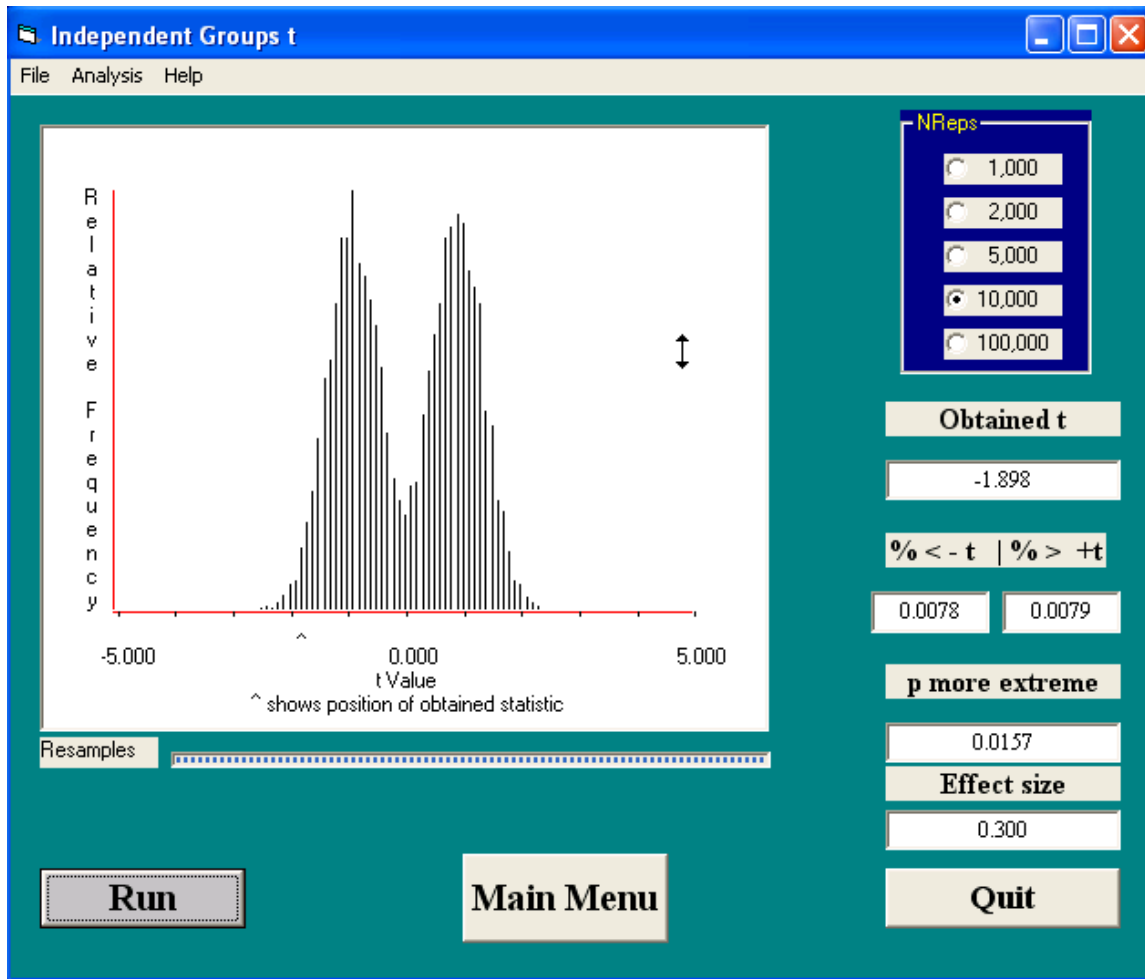 Independent Groups t
File Analysis Help
Relative Frequency
-5.000 0.000 5.000
t Value
^ shows position of obtained statistic
Resamples
NReps
1,000
2,000
5,000
10,000
100,000
Obtained t
-1.898
% < - t | % > +t
0.0078 0.0079
p more extreme
0.0157
Effect size
0.300
Run Main Menu Quit